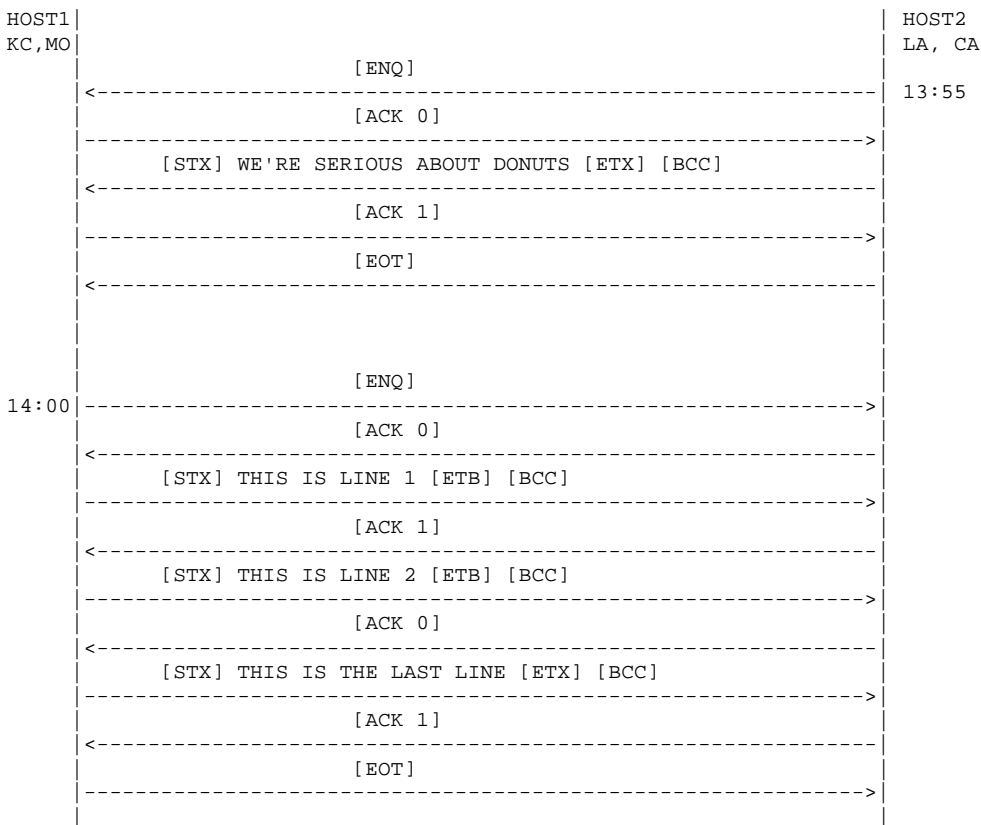 HOST1 HOST2
KC,MO LA, CA
[ENQ]
13:55
[ACK 0]
[STX] WE'RE SERIOUS ABOUT DONUTS [ETX] [BCC]
[ACK 1]
[EOT]
[ENQ]
14:00
[ACK 0]
[STX] THIS IS LINE 1 [ETB] [BCC]
[ACK 1]
[STX] THIS IS LINE 2 [ETB] [BCC]
[ACK 0]
[STX] THIS IS THE LAST LINE [ETX] [BCC]
[ACK 1]
[EOT]